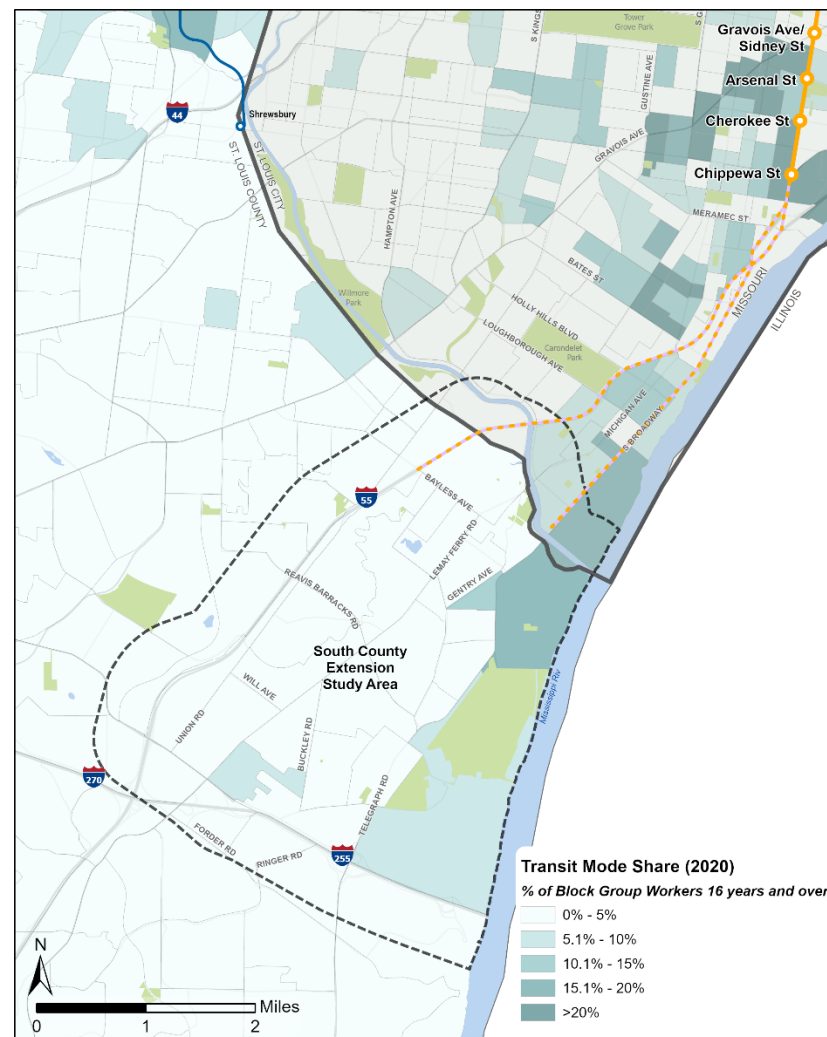 Tower
Grove Park
S KINGS
GUSTINE AVE
S G
Gravois Ave/
Sidney St
Arsenal St
Cherokee St
Chippewa St
44
Shrewsbury
ST LOUIS COUNTY
ST LOUIS CITY
HAMPTON AVE
GRAVOIS AVE
MERAMEC ST
BATES ST
MISSOURI
ILLINOIS
Willmore
Park
HOLLY HILLS BLVD
LOUGHBOROUGH AVE
Carondelet
Park
MICHIGAN AVE
S BROADWAY
55
BAYLESS AVE
LEMAY FERRY RD
GENTRY AVE
REAVIS BARRACKS RD
South County
Extension
Study Area
WILL AVE
UNION RD
BUCKLEY RD
Mississippi Riv
TELEGRAPH RD
270
FORDER RD
RINGER RD
255
Transit Mode Share (2020)
% of Block Group Workers 16 years and over
0% - 5%
5.1% - 10%
10.1% - 15%
15.1% - 20%
>20%
N
Miles
0 1 2